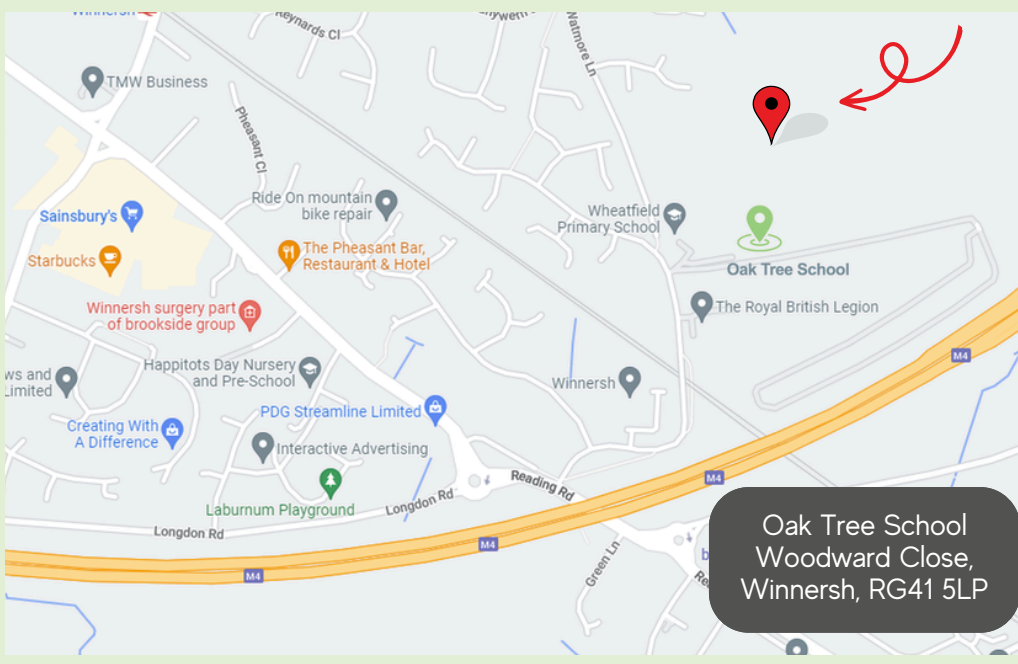 Winnersh
Reynards Cl
Watmore Ln
TMW Business
Pheasant Cl
Ride On mountain
bike repair
Wheatfield
Primary School
Sainsbury's
Starbucks
The Pheasant Bar,
Restaurant & Hotel
Oak Tree School
The Royal British Legion
Winnersh surgery part
of brookside group
Happitots Day Nursery
and Pre-School
ws and
Limited
Winnersh
M4
PDG Streamline Limited
Creating With
A Difference
Interactive Advertising
Laburnum Playground
Longdon Rd
Longdon Rd
Reading Rd
M4
M4
M4
Green Ln
Oak Tree School
Woodward Close,
Winnersh, RG41 5LP